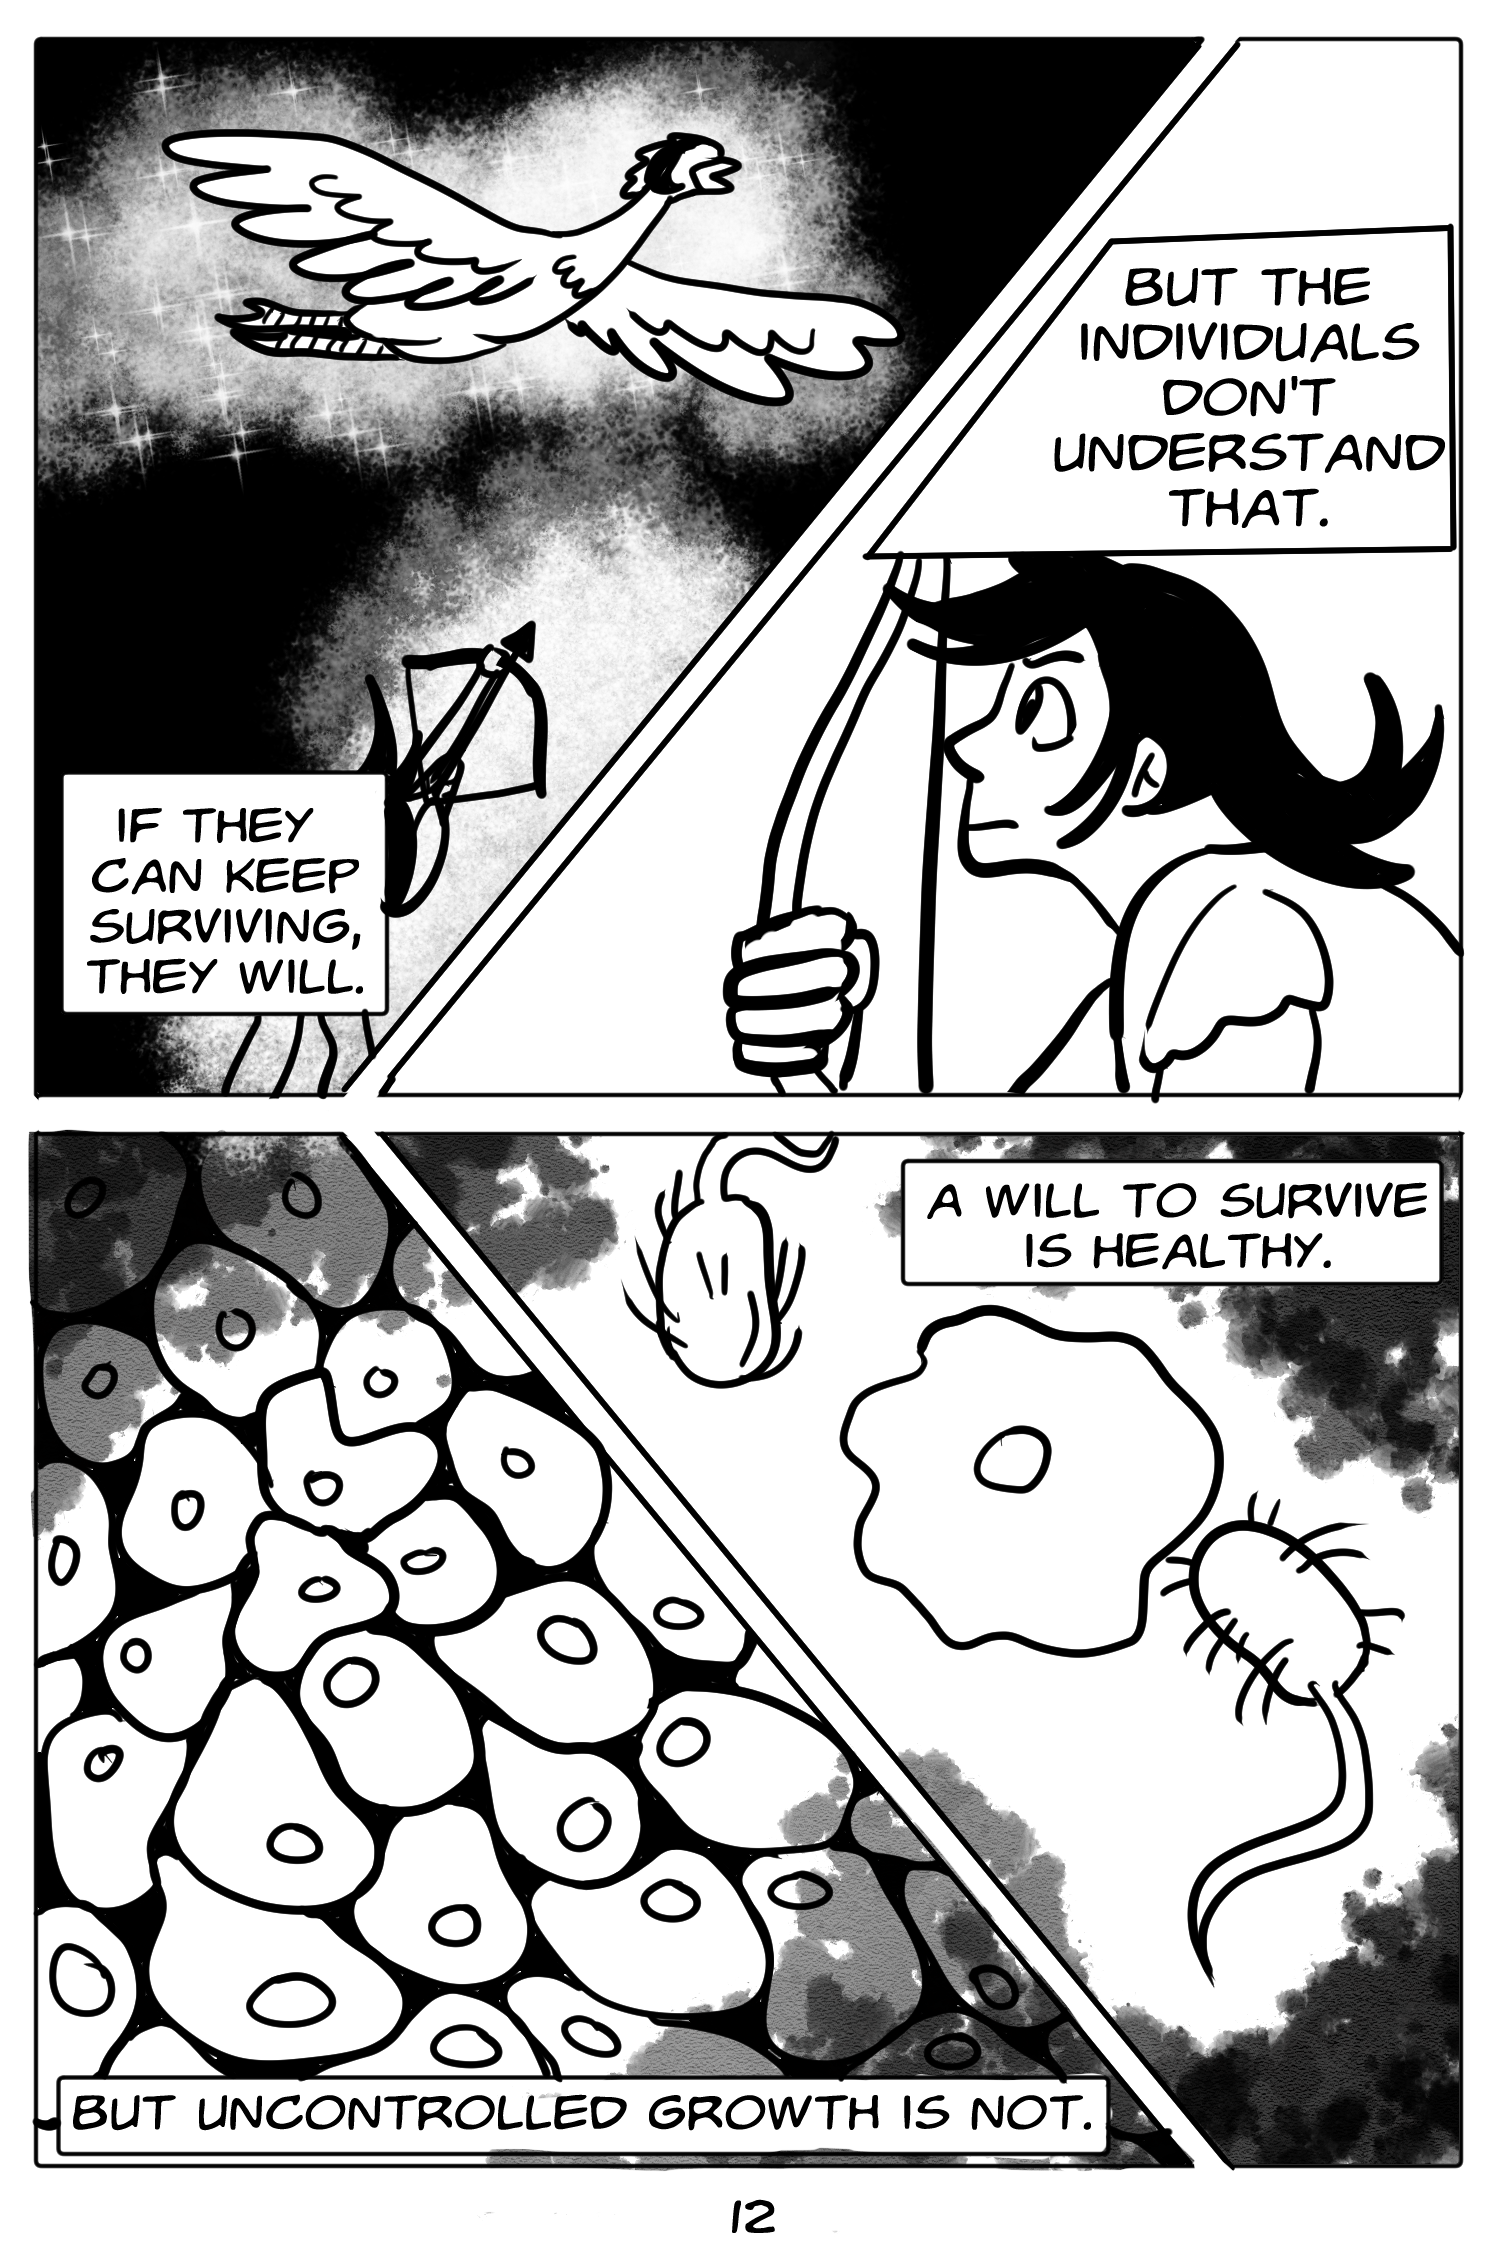 IF THEY
CAN KEEP
SURVIVING,
THEY WILL.
BUT THE
INDIVIDUALS
DON'T
UNDERSTAND
THAT.
A WILL TO SURVIVE
IS HEALTHY.
BUT UNCONTROLLED GROWTH IS NOT.
12